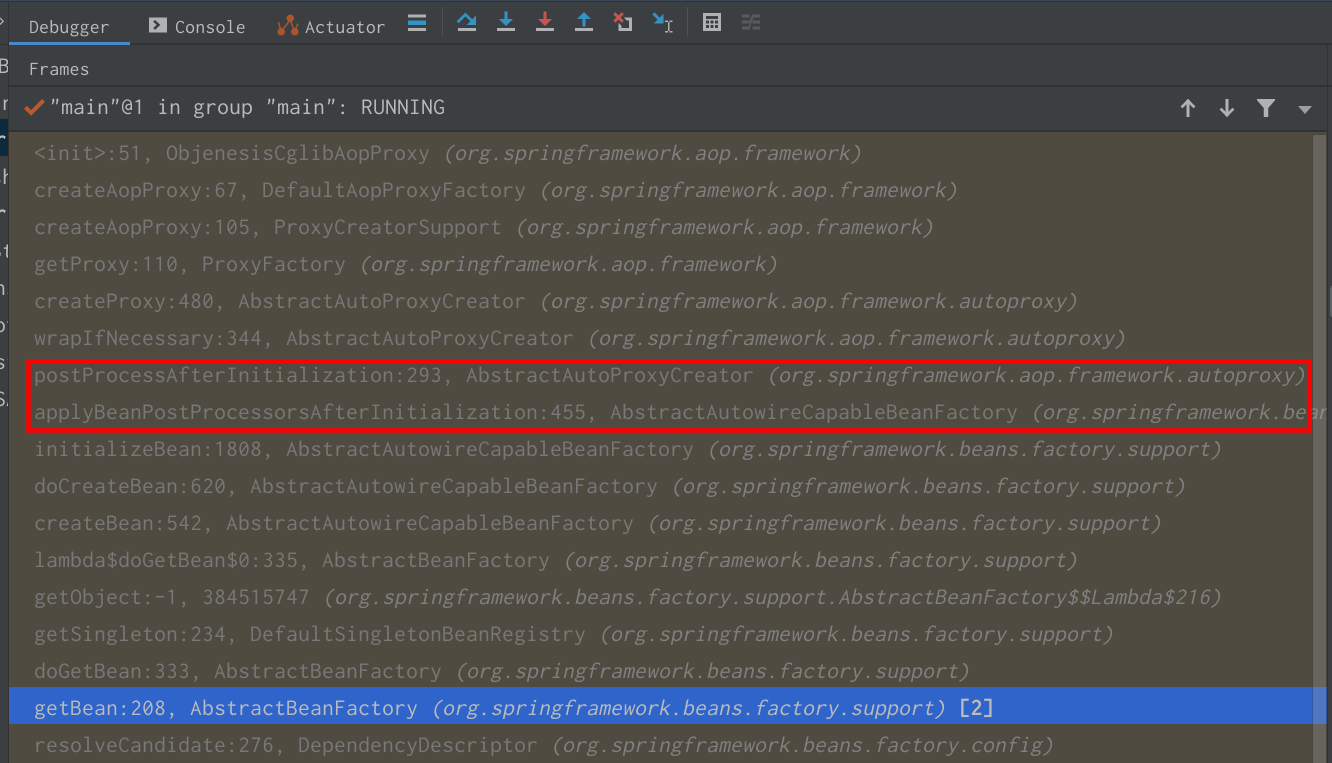 Debugger Console Actuator
Frames
"main"@1 in group "main": RUNNING
<init>:51, ObjenesisCglibAopProxy (org.springframework.aop.framework)
createAopProxy:67, DefaultAopProxyFactory (org.springframework.aop.framework)
createAopProxy:105, ProxyCreatorSupport (org.springframework.aop.framework)
getProxy:110, ProxyFactory (org.springframework.aop.framework)
createProxy:480, AbstractAutoProxyCreator (org.springframework.aop.framework.autoproxy)
wrapIfNecessary:344, AbstractAutoProxyCreator (org.springframework.aop.framework.autoproxy)
postProcessAfterInitialization:293, AbstractAutoProxyCreator (org.springframework.aop.framework.autoproxy)
applyBeanPostProcessorsAfterInitialization:455, AbstractAutowireCapableBeanFactory (org.springframework.bean
initializeBean:1808, AbstractAutowireCapableBeanFactory (org.springframework.beans.factory.support)
doCreateBean:620, AbstractAutowireCapableBeanFactory (org.springframework.beans.factory.support)
createBean:542, AbstractAutowireCapableBeanFactory (org.springframework.beans.factory.support)
lambda$doGetBean$0:335, AbstractBeanFactory (org.springframework.beans.factory.support)
getObject:-1, 384515747 (org.springframework.beans.factory.support.AbstractBeanFactory$$Lambda$216)
getSingleton:234, DefaultSingletonBeanRegistry (org.springframework.beans.factory.support)
doGetBean:333, AbstractBeanFactory (org.springframework.beans.factory.support)
getBean:208, AbstractBeanFactory (org.springframework.beans.factory.support) [2]
resolveCandidate:276, DependencyDescriptor (org.springframework.beans.factory.config)